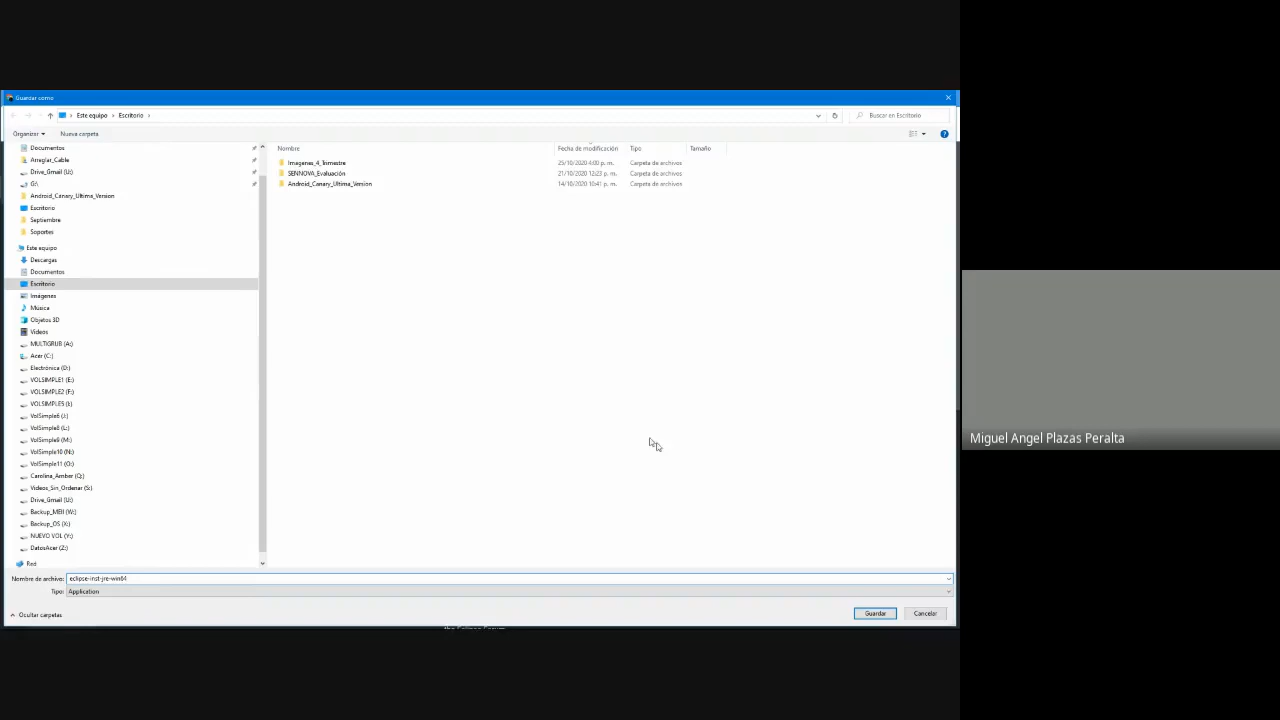 Guardar como
Este equipo › Escritorio ›
Buscar en Escritorio
Organizar
Nueva carpeta
Nombre
Fecha de modificación
Tipo
Tamaño
Imagenes_4_Trimestre
25/10/2020 4:00 p. m.
Carpeta de archivos
SENNOVA_Evaluación
21/10/2020 12:23 p. m.
Carpeta de archivos
Android_Canary_Ultima_Version
14/10/2020 10:41 p. m.
Carpeta de archivos
Documentos
Arreglar_Cable
Drive_Gmail (U:)
G:\
Android_Canary_Ultima_Version
Escritorio
Septiembre
Soportes
Este equipo
Descargas
Documentos
Escritorio
Imágenes
Música
Objetos 3D
Videos
MULTIGRUB (A:)
Acer (C:)
Electrónica (D:)
VOLSIMPLE1 (E:)
VOLSIMPLE2 (F:)
VOLSIMPLE5 (I:)
VolSimple6 (J:)
VolSimple8 (L:)
VolSimple9 (M:)
VolSimple10 (N:)
VolSimple11 (O:)
Carolina_Amber (Q:)
Videos_Sin_Ordenar (S:)
Drive_Gmail (U:)
Backup_MEII (W:)
Backup_OS (X:)
NUEVO VOL (Y:)
DatosAcer (Z:)
Red
Nombre de archivo: eclipse-inst-jre-win64
Tipo: Application
Ocultar carpetas
Guardar
Cancelar
Miguel Angel Plazas Peralta